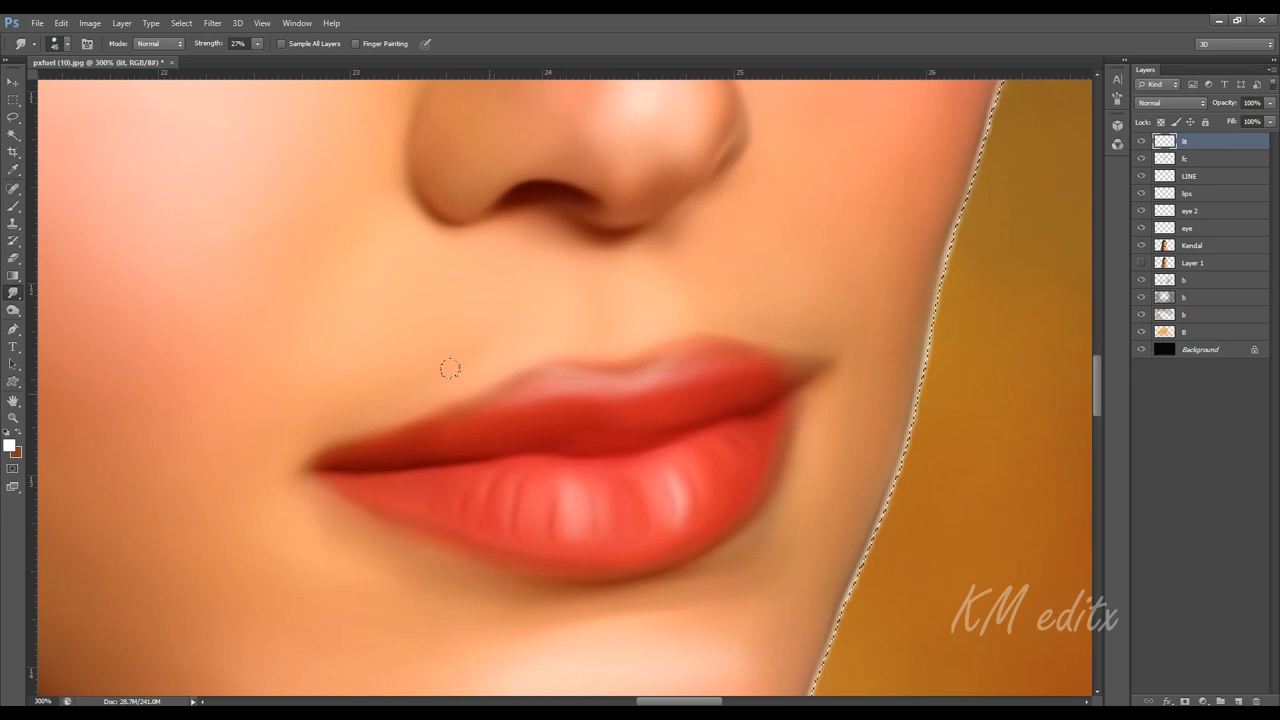 Ps File Edit Image Layer Type Select Filter 3D View Window Help
45 Mode: Normal Strength: 27% Sample All Layers Finger Painting 3D
pxfuel (10).jpg @ 300% (lit, RGB/8#) * ×
22 23 24 25 26
Layers
Kind
Normal Opacity: 100%
Lock: Fill: 100%
lit
fc
LINE
lips
eye 2
eye
Kendal
Layer 1
b
b
b
B
Background
KM editx
300% Doc: 28.7M/241.0M